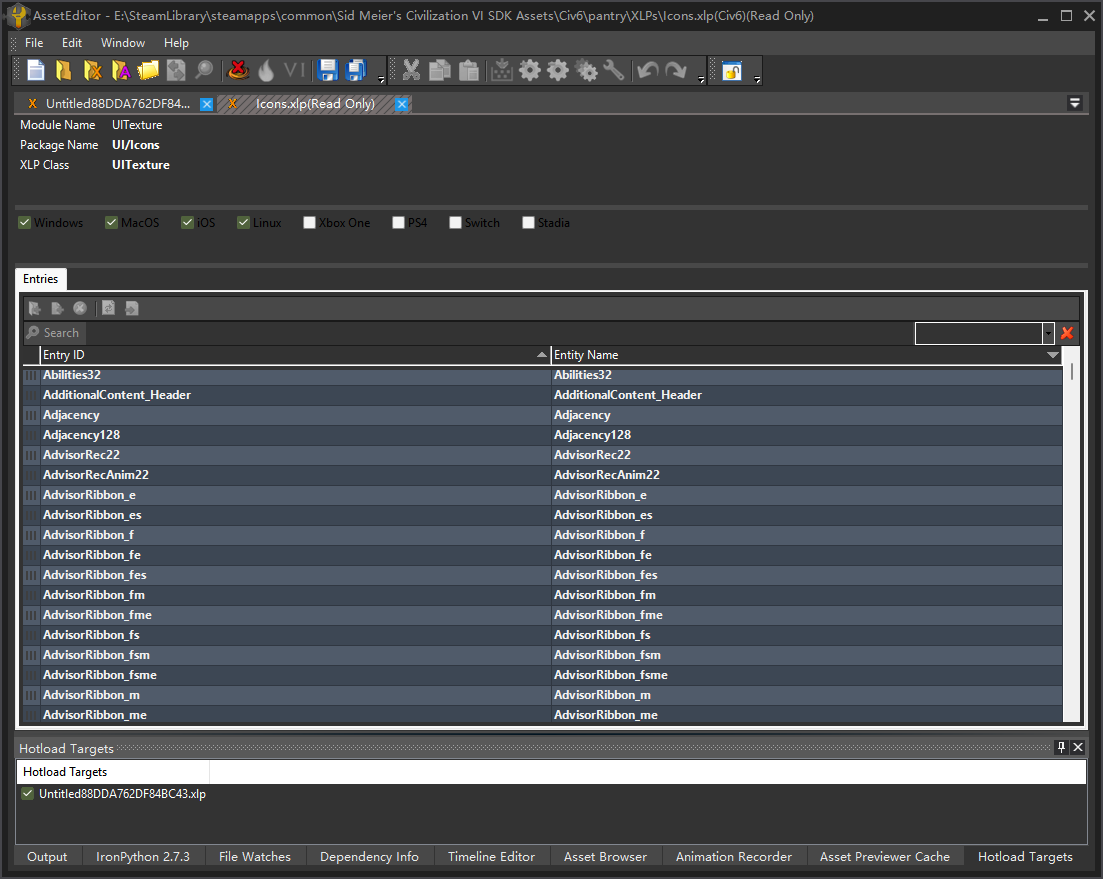 AssetEditor - E:\SteamLibrary\steamapps\common\Sid Meier's Civilization VI SDK Assets\Civ6\pantry\XLPs\Icons.xlp(Civ6)(Read Only)
File Edit Window Help
VI
Untitled88DDA762DF84... Icons.xlp(Read Only)
Module Name UITexture
Package Name UI/Icons
XLP Class UITexture
Windows MacOS iOS Linux Xbox One PS4 Switch Stadia
Entries
Search
Entry ID Entity Name
Abilities32 Abilities32
AdditionalContent_Header AdditionalContent_Header
Adjacency Adjacency
Adjacency128 Adjacency128
AdvisorRec22 AdvisorRec22
AdvisorRecAnim22 AdvisorRecAnim22
AdvisorRibbon_e AdvisorRibbon_e
AdvisorRibbon_es AdvisorRibbon_es
AdvisorRibbon_f AdvisorRibbon_f
AdvisorRibbon_fe AdvisorRibbon_fe
AdvisorRibbon_fes AdvisorRibbon_fes
AdvisorRibbon_fm AdvisorRibbon_fm
AdvisorRibbon_fme AdvisorRibbon_fme
AdvisorRibbon_fs AdvisorRibbon_fs
AdvisorRibbon_fsm AdvisorRibbon_fsm
AdvisorRibbon_fsme AdvisorRibbon_fsme
AdvisorRibbon_m AdvisorRibbon_m
AdvisorRibbon_me AdvisorRibbon_me
Hotload Targets
Hotload Targets
Untitled88DDA762DF84BC43.xlp
Output IronPython 2.7.3 File Watches Dependency Info Timeline Editor Asset Browser Animation Recorder Asset Previewer Cache Hotload Targets